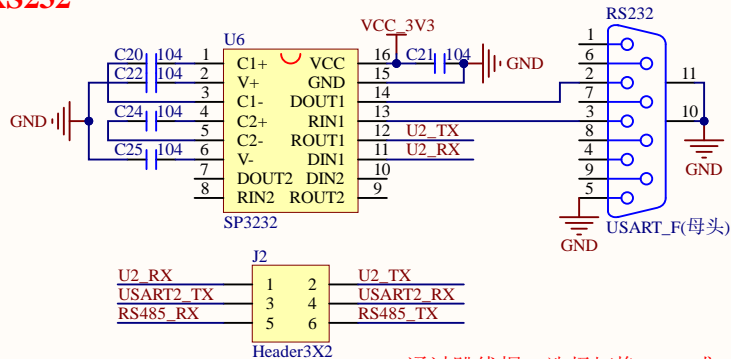 RS232
VCC_3V3
RS232
U6
C20 104 1 C1+ VCC 16 C21 104 GND
C22 104 2 V+ GND 15
3 C1- DOUT1 14
GND C24 104 4 C2+ RIN1 13
5 C2- ROUT1 12 U2_TX
C25 104 6 V- DIN1 11 U2_RX
7 DOUT2 DIN2 10
8 RIN2 ROUT2 9
SP3232
1
6
2 11
7
3 10
8
4 GND
9
5
GND
USART_F(母头)
J2
U2_RX 1 2 U2_TX
USART2_TX 3 4 USART2_RX
RS485_RX 5 6 RS485_TX
Header3X2